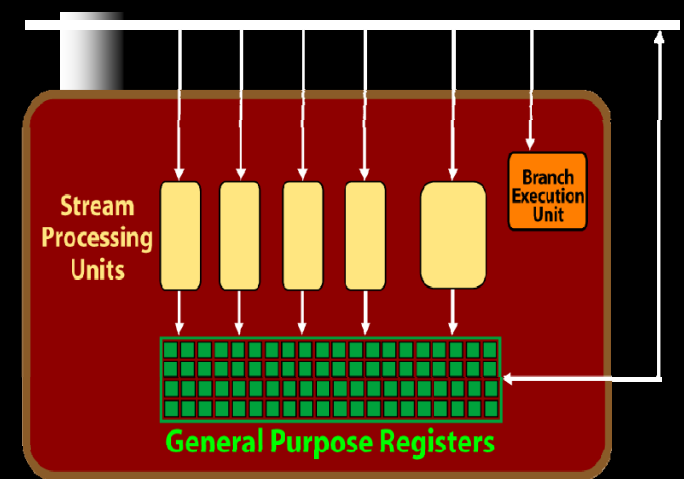 Branch
Execution
Unit
Stream
Processing
Units
General Purpose Registers